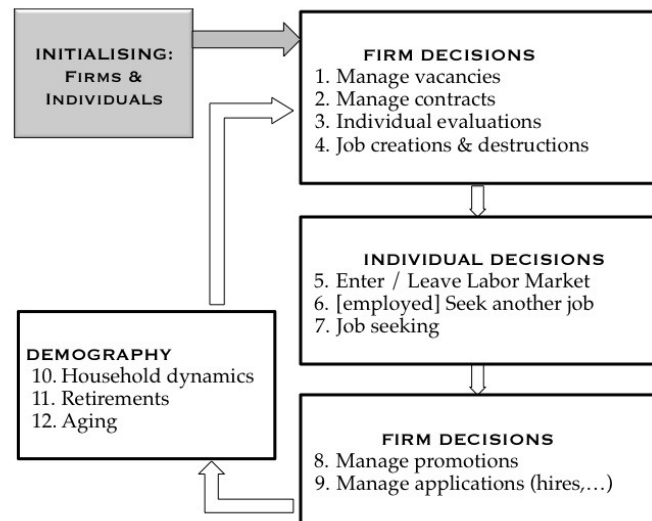 INITIALISING:
FIRMS &
INDIVIDUALS
FIRM DECISIONS
1. Manage vacancies
2. Manage contracts
3. Individual evaluations
4. Job creations & destructions
INDIVIDUAL DECISIONS
5. Enter / Leave Labor Market
6. [employed] Seek another job
7. Job seeking
FIRM DECISIONS
8. Manage promotions
9. Manage applications (hires,...)
DEMOGRAPHY
10. Household dynamics
11. Retirements
12. Aging